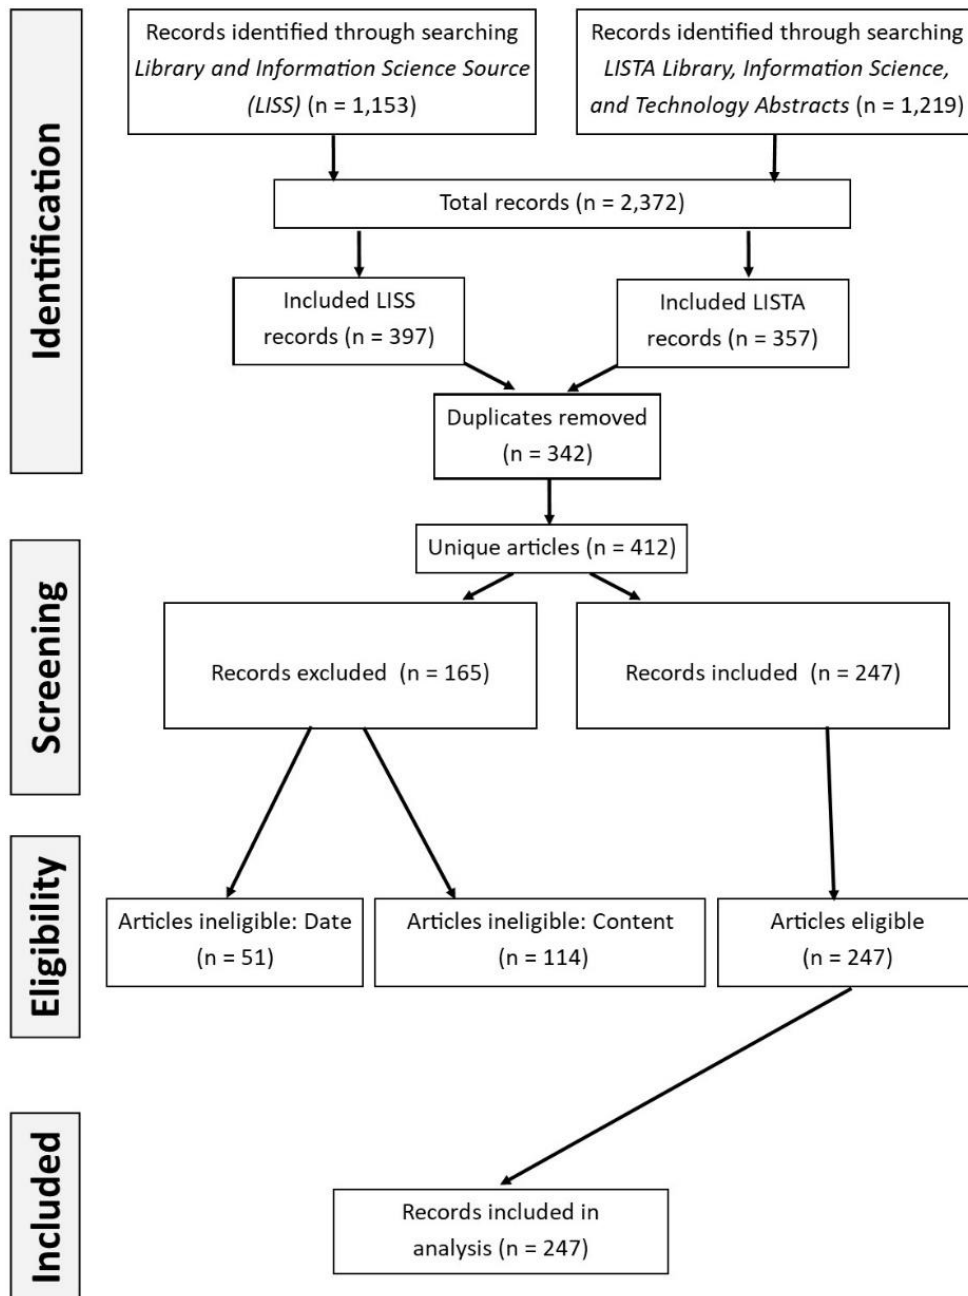 Identification
Records identified through searching
Library and Information Science Source
(LISS) (n = 1,153)
Records identified through searching
LISTA Library, Information Science,
and Technology Abstracts (n = 1,219)
Total records (n = 2,372)
Included LISS
records (n = 397)
Included LISTA
records (n = 357)
Duplicates removed
(n = 342)
Screening
Unique articles (n = 412)
Records excluded (n = 165)
Records included (n = 247)
Eligibility
Articles ineligible: Date
(n = 51)
Articles ineligible: Content
(n = 114)
Articles eligible
(n = 247)
Included
Records included in
analysis (n = 247)